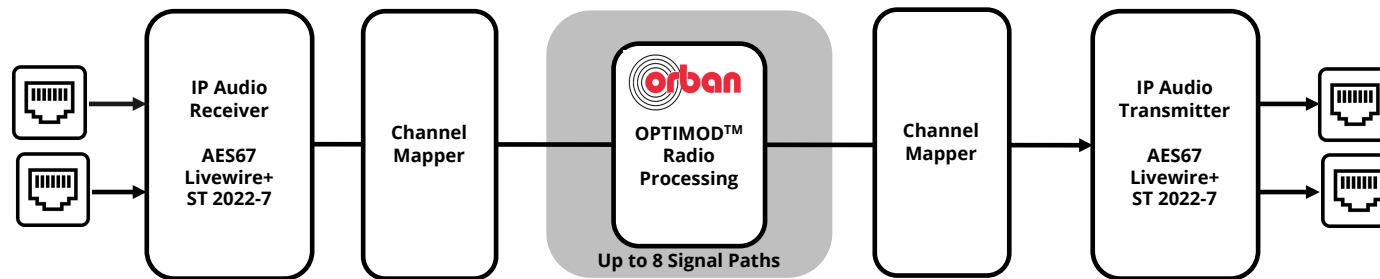 IP Audio
Receiver
AES67
Livewire+
ST 2022-7
Channel
Mapper
orban
OPTIMOD™
Radio
Processing
Up to 8 Signal Paths
Channel
Mapper
IP Audio
Transmitter
AES67
Livewire+
ST 2022-7